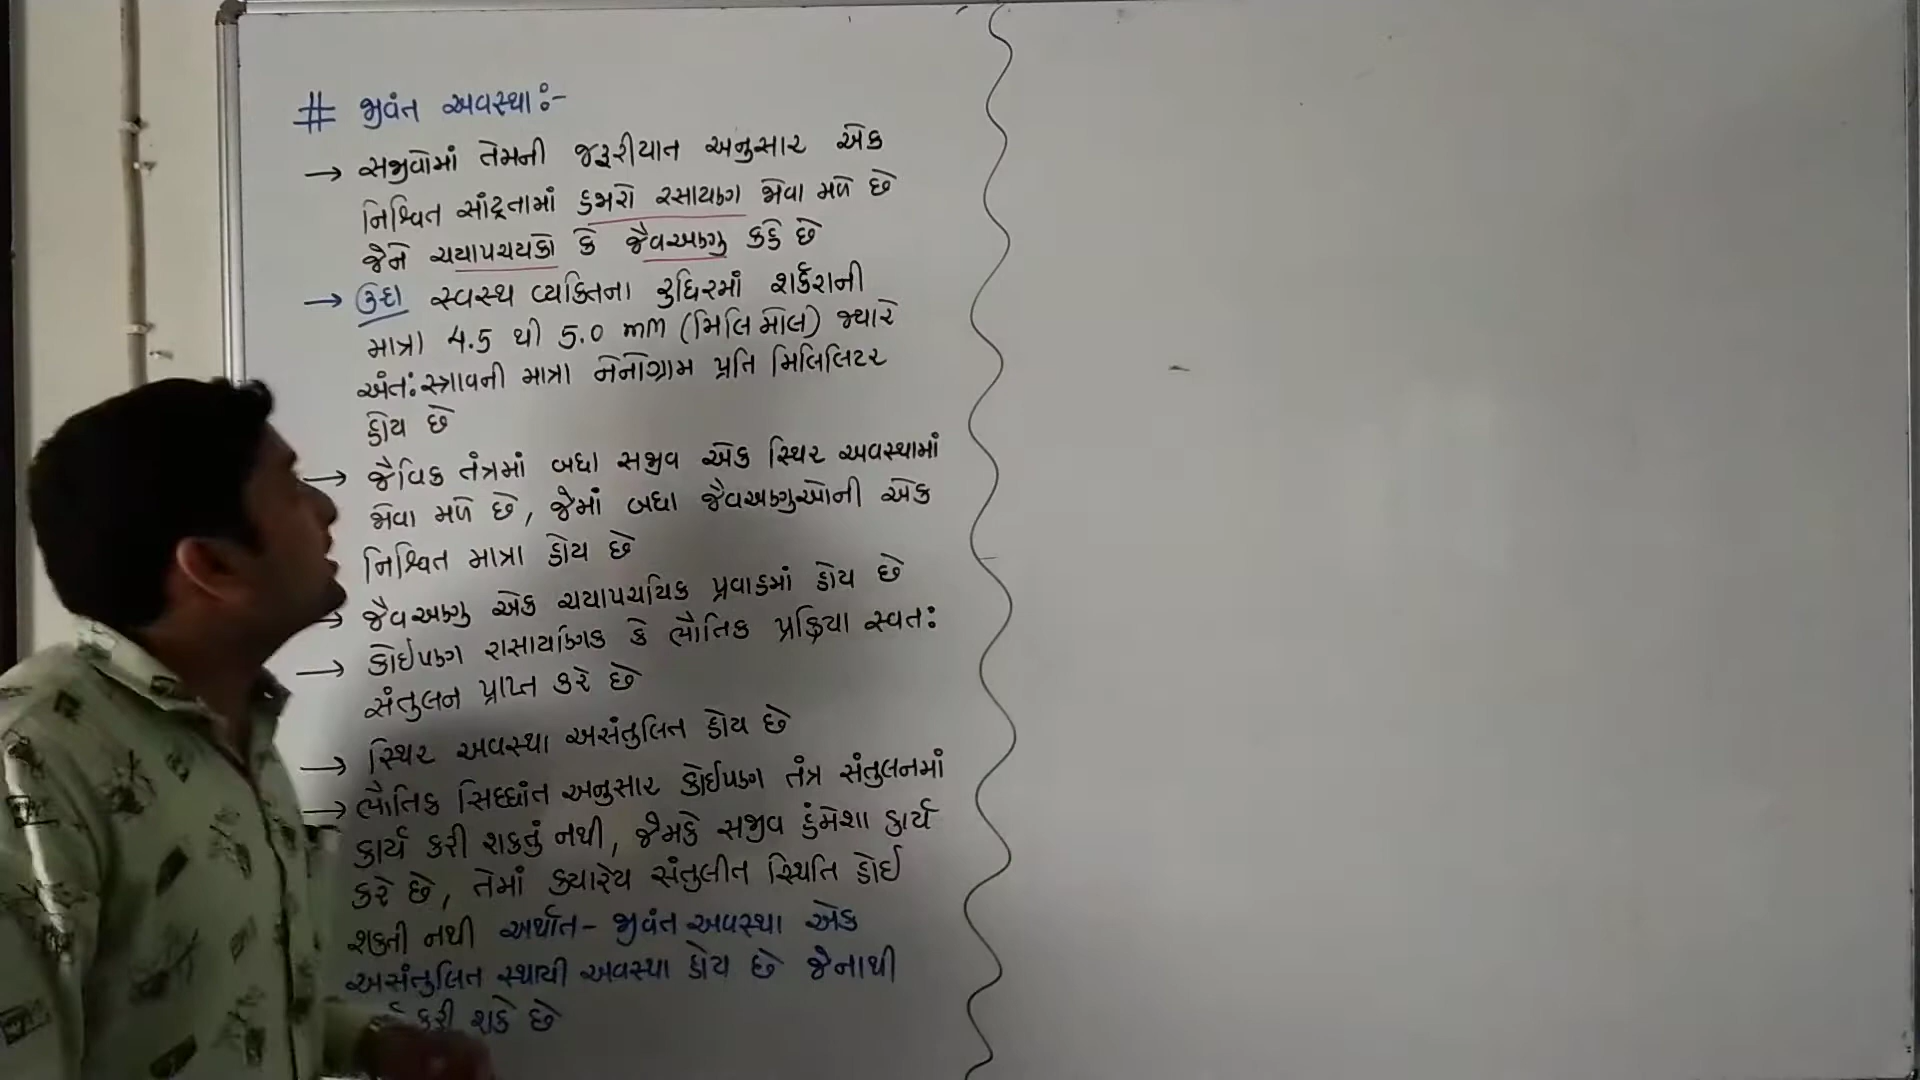 # જીવંત અવસ્થા :-
→ સજીવોમાં તેમની જરૂરીયાત અનુસાર એક
નિશ્ચિત સાંદ્રતામાં હજારો રસાયણ જોવા મળે છે
જેને ચયાપચયકો કે જૈવઅણુ કહે છે
→ ઉદા સ્વસ્થ વ્યક્તિના રુધિરમાં શર્કરાની
માત્રા 4.5 થી 5.0 mm (મિલિ મોલ) જ્યારે
અંતઃસ્ત્રાવની માત્રા નેનોગ્રામ પ્રતિ મિલિલિટર
હોય છે
→ જૈવિક તંત્રમાં બધા સજીવ એક સ્થિર અવસ્થામાં
જોવા મળે છે, જેમાં બધા જૈવઅણુઓની એક
નિશ્ચિત માત્રા હોય છે
→ જૈવઅણુ એક ચયાપચયિક પ્રવાહમાં હોય છે
→ કોઈપણ રાસાયણિક કે ભૌતિક પ્રક્રિયા સ્વતઃ
સંતુલન પ્રાપ્ત કરે છે
→ સ્થિર અવસ્થા અસંતુલિત હોય છે
→ ભૌતિક સિદ્ધાંત અનુસાર કોઈપણ તંત્ર સંતુલનમાં
કાર્ય કરી શકતું નથી, જેમકે સજીવ હંમેશા કાર્ય
કરે છે, તેમાં ક્યારેય સંતુલીત સ્થિતિ હોઈ
શકતી નથી અર્થાત- જીવંત અવસ્થા એક
અસંતુલિત સ્થાયી અવસ્થા હોય છે જેનાથી
કરી શકે છે